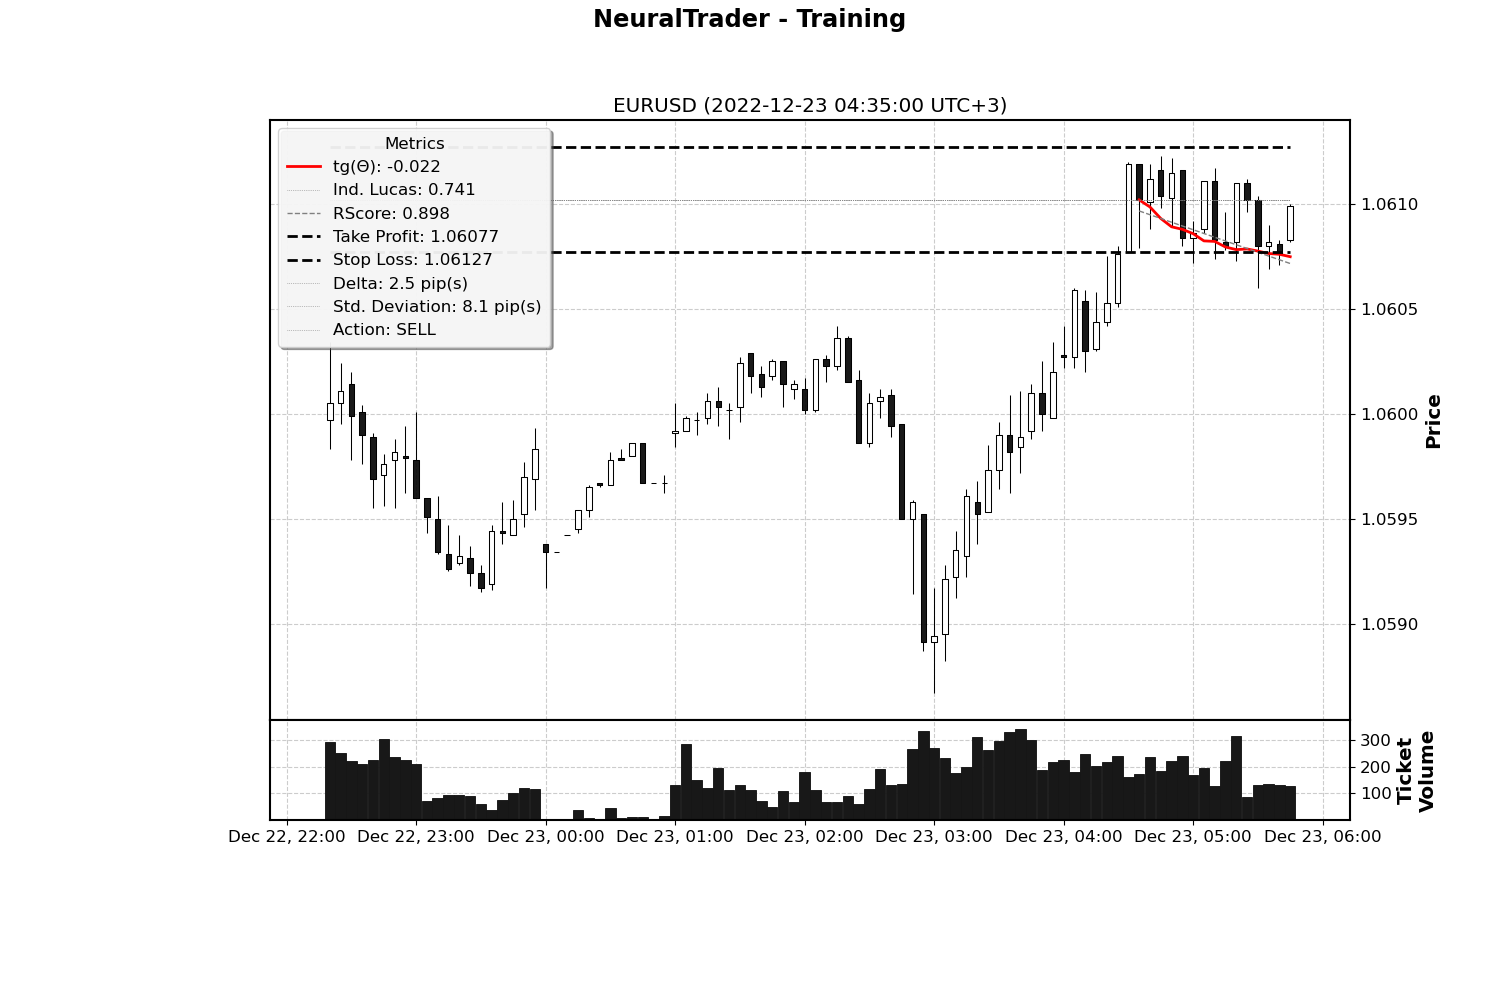 NeuralTrader - Training
EURUSD (2022-12-23 04:35:00 UTC+3)
Metrics
tg(Θ): -0.022
Ind. Lucas: 0.741
RScore: 0.898
Take Profit: 1.06077
Stop Loss: 1.06127
Delta: 2.5 pip(s)
Std. Deviation: 8.1 pip(s)
Action: SELL
1.0610
1.0605
1.0600
1.0595
1.0590
Price
300
200
100
Ticket
Volume
Dec 22, 22:00
Dec 22, 23:00
Dec 23, 00:00
Dec 23, 01:00
Dec 23, 02:00
Dec 23, 03:00
Dec 23, 04:00
Dec 23, 05:00
Dec 23, 06:00